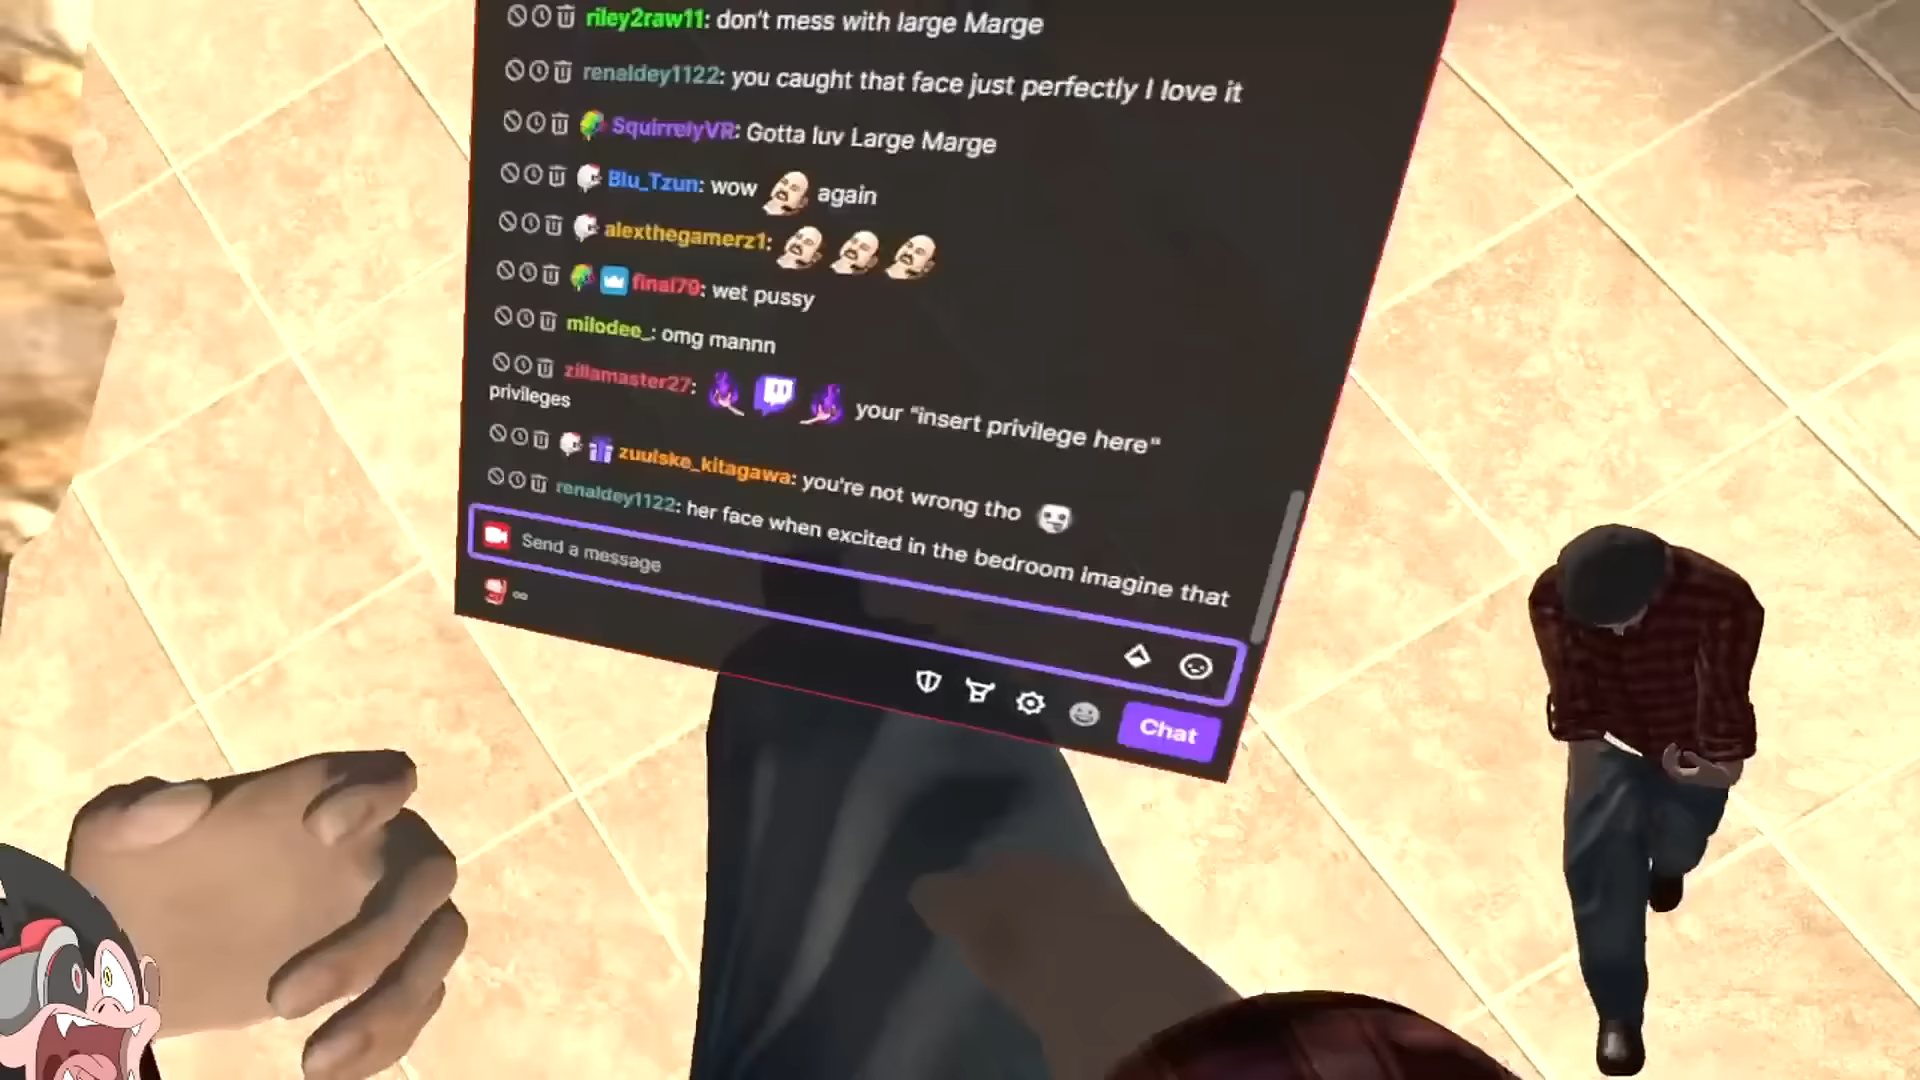 riley2raw11: don't mess with large Marge
renaldey1122: you caught that face just perfectly I love it
SquirrelyVR: Gotta luv Large Marge
Blu_Tzun: wow again
alexthegamerz1:
final79: wet pussy
milodee_: omg mannn
zillamaster27: your "insert privilege here"
privileges
zuulske_kitagawa: you're not wrong tho
renaldey1122: her face when excited in the bedroom imagine that
Send a message
∞
Chat